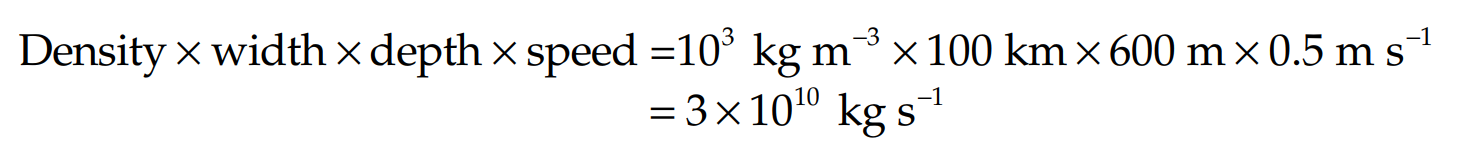 Density × width × depth × speed =10³ kg m⁻³ × 100 km × 600 m × 0.5 m s⁻¹
= 3 × 10¹⁰ kg s⁻¹